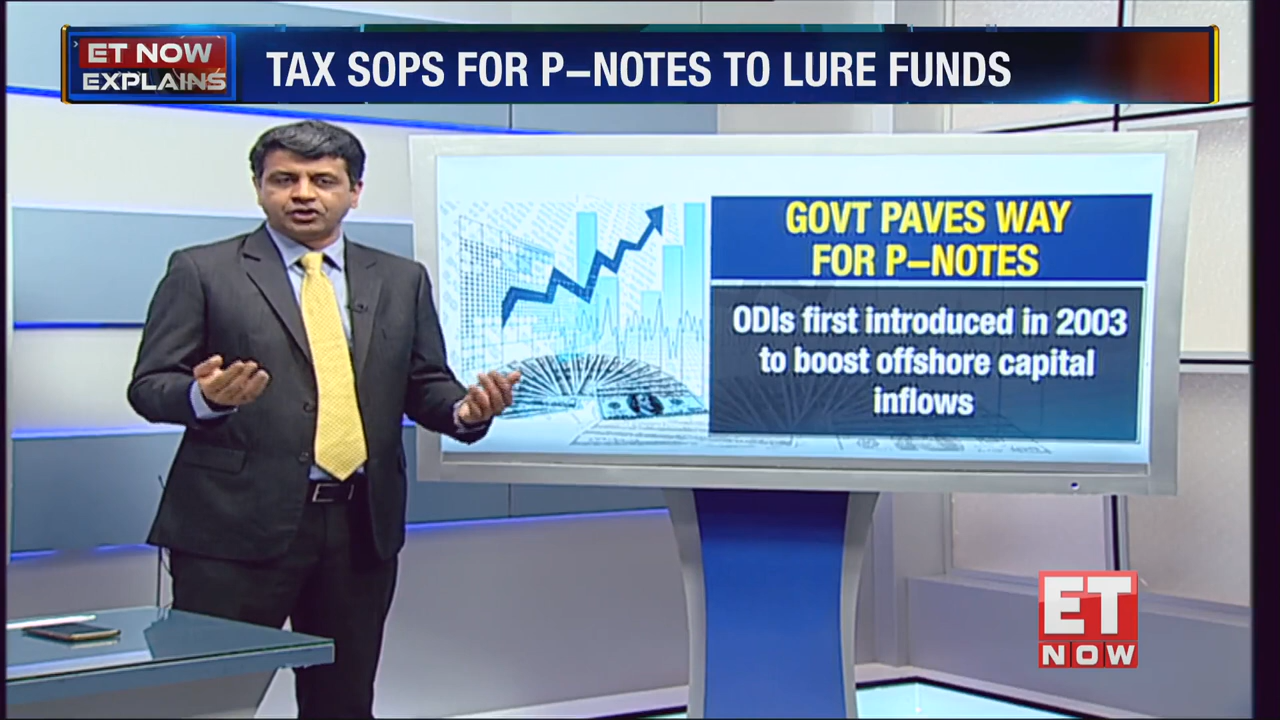 ET NOW
EXPLAINS
TAX SOPS FOR P–NOTES TO LURE FUNDS
GOVT PAVES WAY
FOR P–NOTES
ODIs first introduced in 2003
to boost offshore capital
inflows
ET
NOW